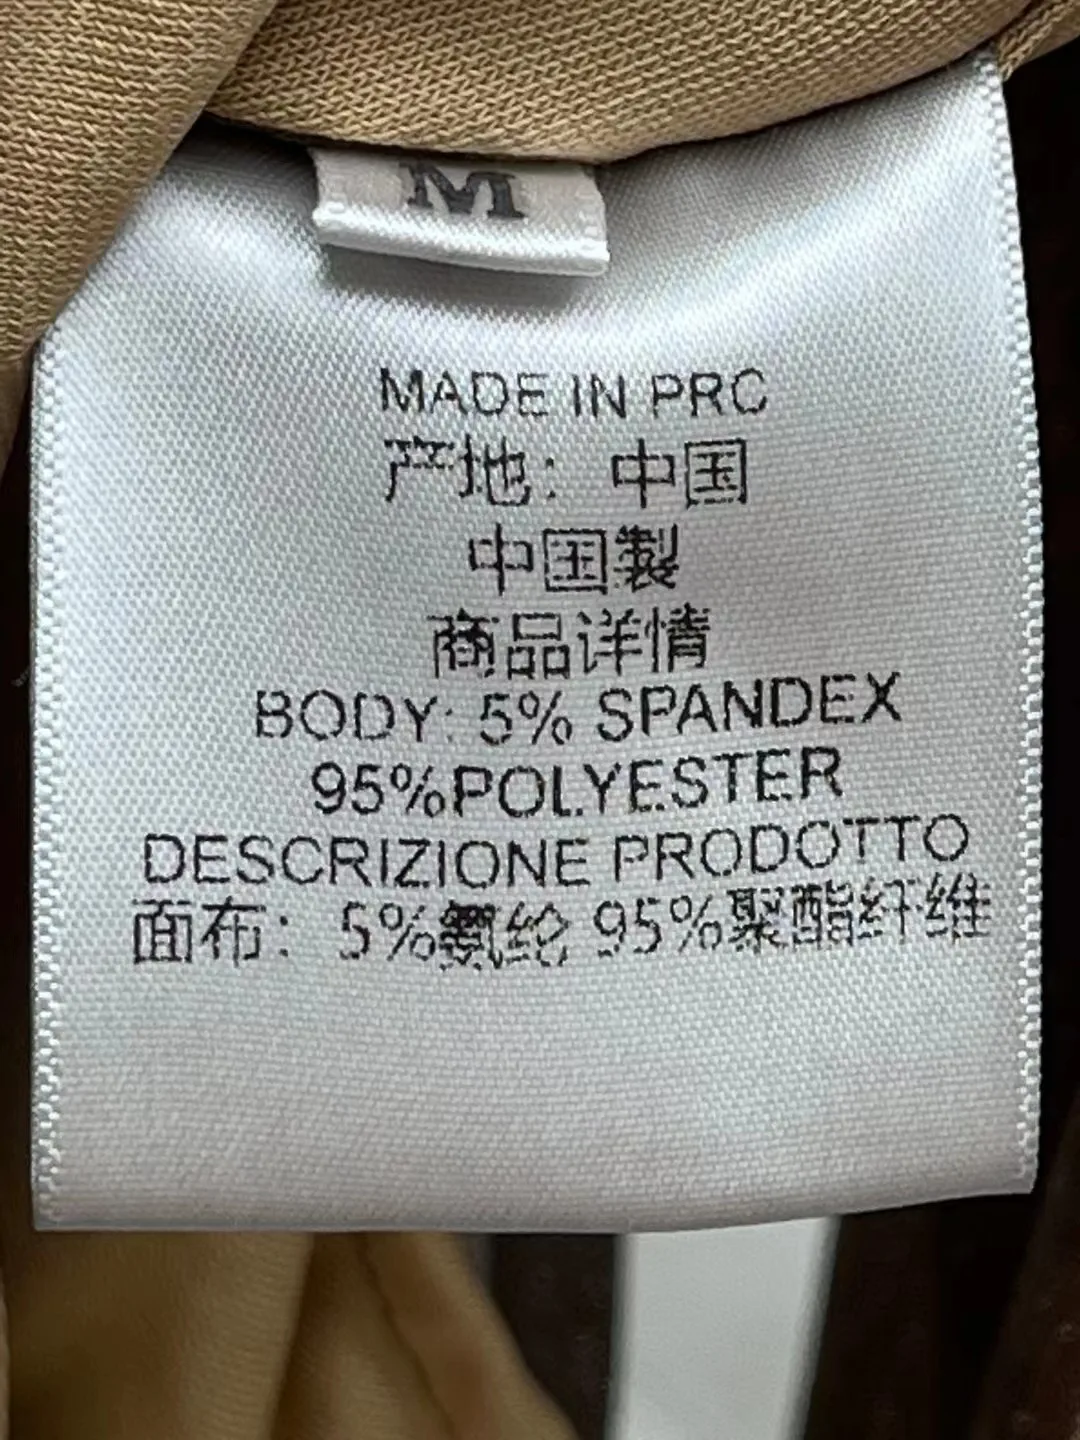 M
MADE IN PRC
产地：中国
中国製
商品详情
BODY: 5% SPANDEX
95%POLYESTER
DESCRIZIONE PRODOTTO
面布：5%氨纶 95%聚酯纤维